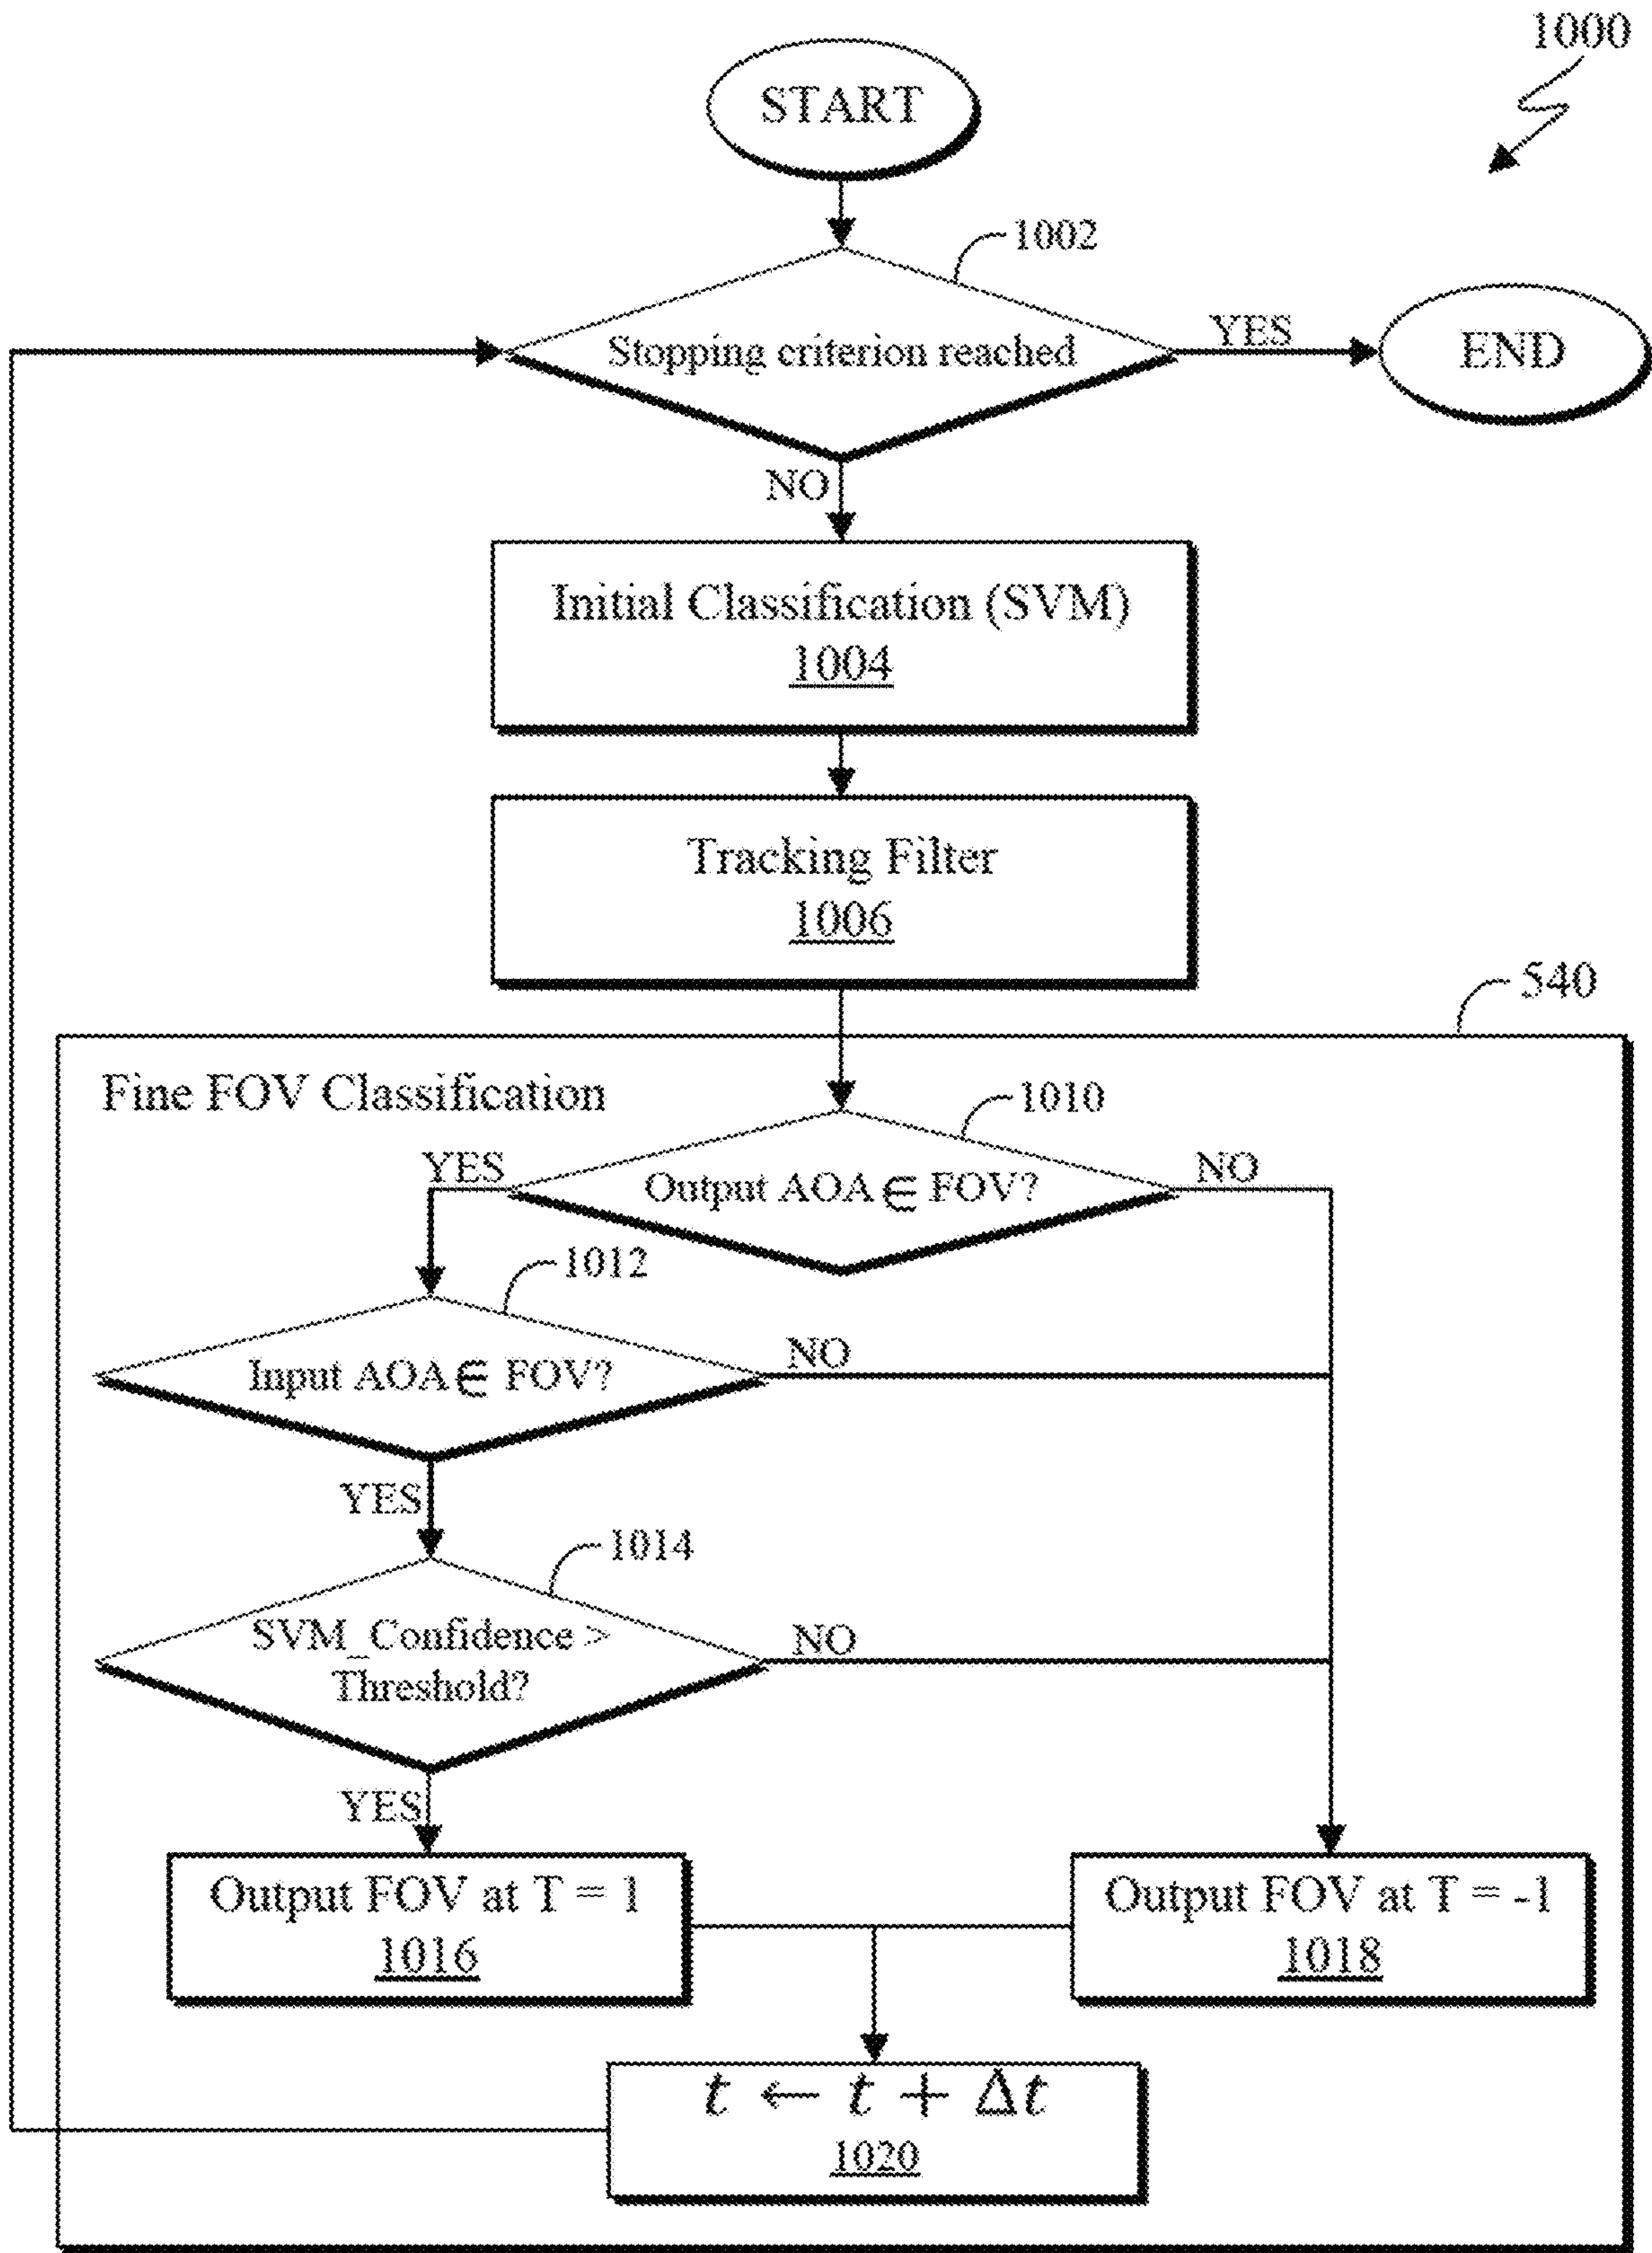 1000
START
1002
Stopping criterion reached
YES
END
NO
Initial Classification (SVM)
1004
Tracking Filter
1006
540
Fine FOV Classification
1010
YES
Output AOA ∈ FOV?
NO
1012
Input AOA ∈ FOV?
NO
YES
1014
SVM_Confidence >
Threshold?
NO
YES
Output FOV at T = 1
1016
Output FOV at T = -1
1018
t ← t + Δt
1020